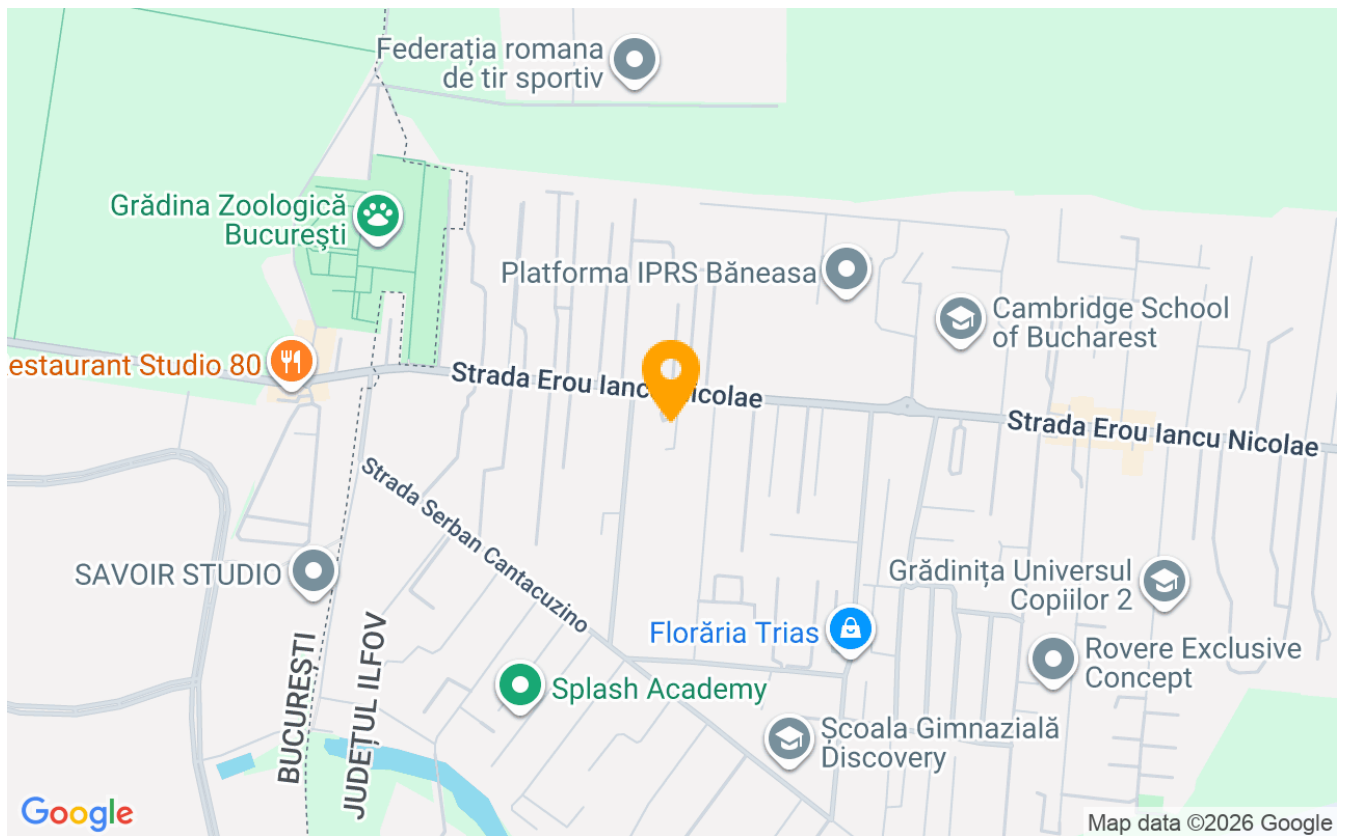 Federația romana
de tir sportiv
Grădina Zoologică
București
Platforma IPRS Băneasa
Cambridge School
of Bucharest
estaurant Studio 80
Strada Erou Iancu Nicolae
Strada Erou Iancu Nicolae
Strada Serban Cantacuzino
SAVOIR STUDIO
Grădinița Universul
Copiilor 2
Florăria Trias
Rovere Exclusive
Concept
Splash Academy
BUCUREȘTI
JUDEȚUL ILFOV
Școala Gimnazială
Discovery
Google
Map data ©2026 Google